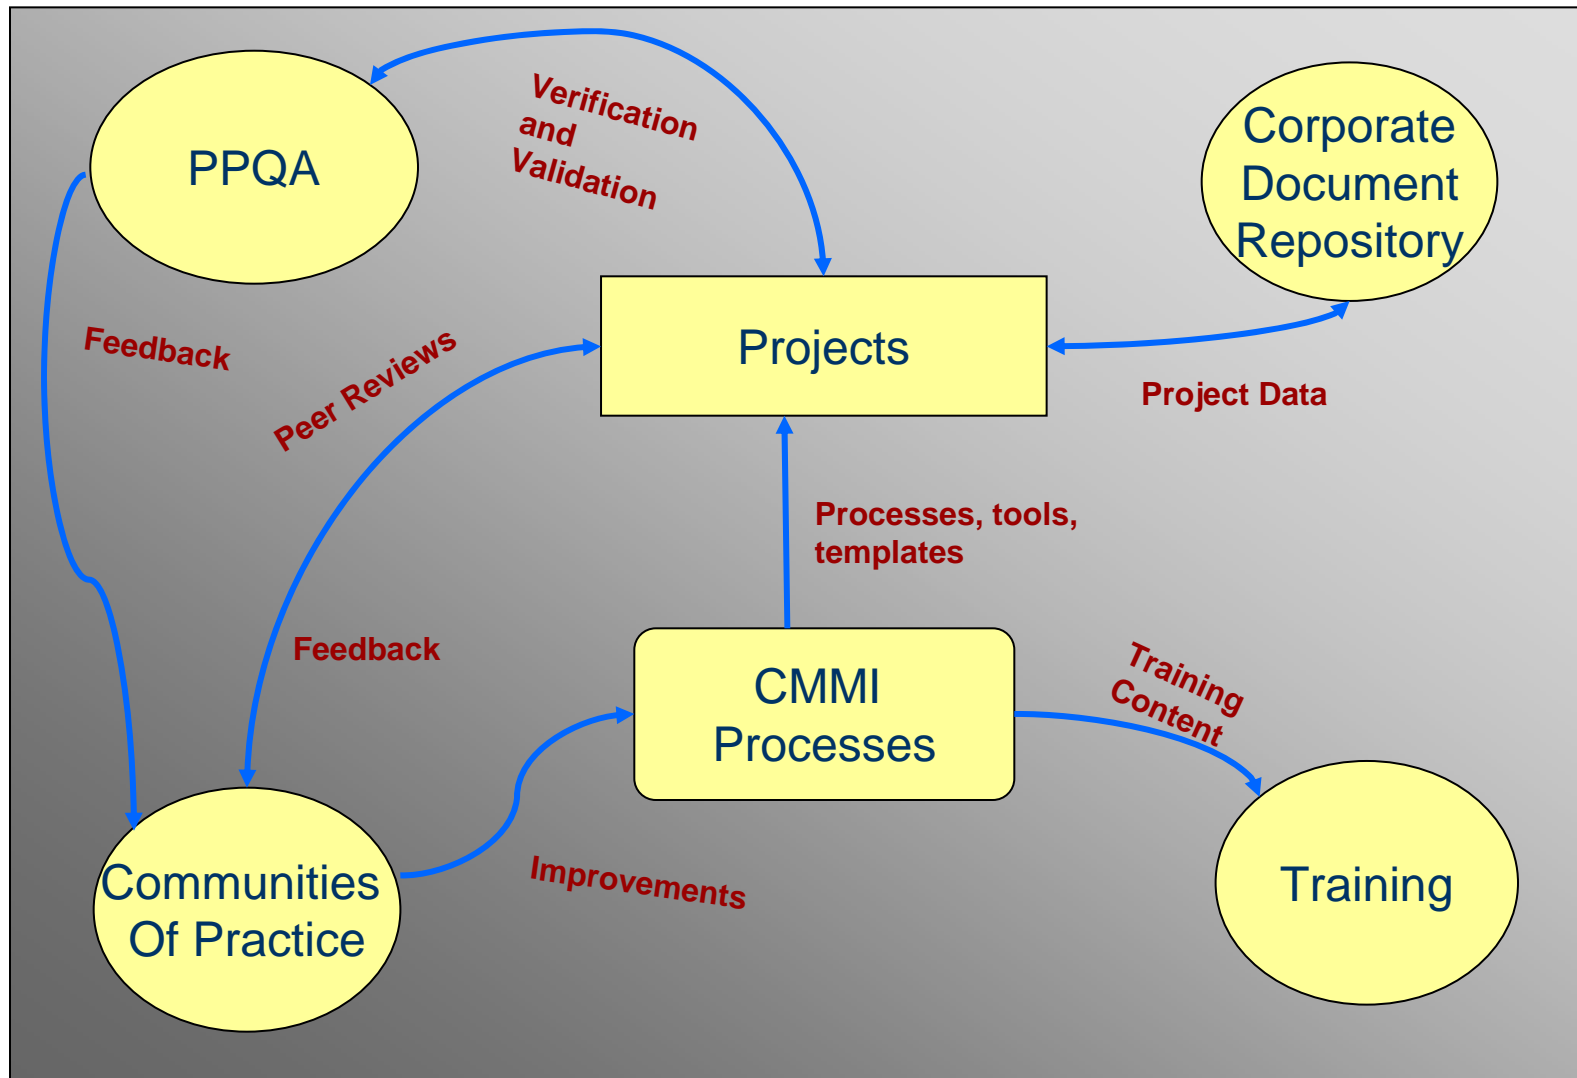 Verification
and
Validation
PPQA
Corporate
Document
Repository
Feedback
Peer Reviews
Projects
Project Data
Processes, tools,
templates
Feedback
CMMI
Processes
Training
Content
Improvements
Communities
Of Practice
Training